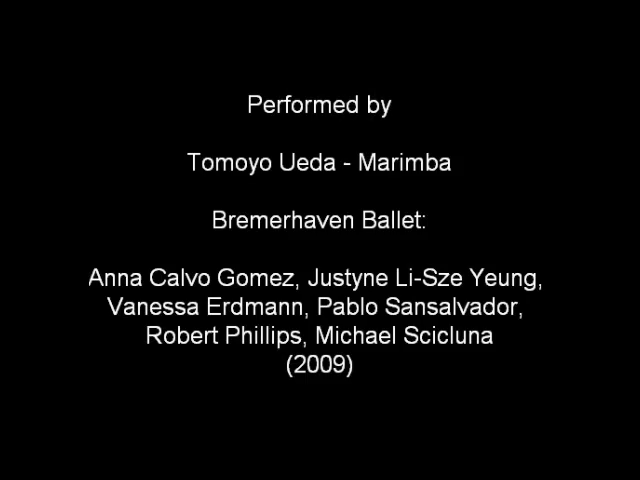 Performed by
Tomoyo Ueda - Marimba
Bremerhaven Ballet:
Anna Calvo Gomez, Justyne Li-Sze Yeung,
Vanessa Erdmann, Pablo Sansalvador,
Robert Phillips, Michael Scicluna
(2009)